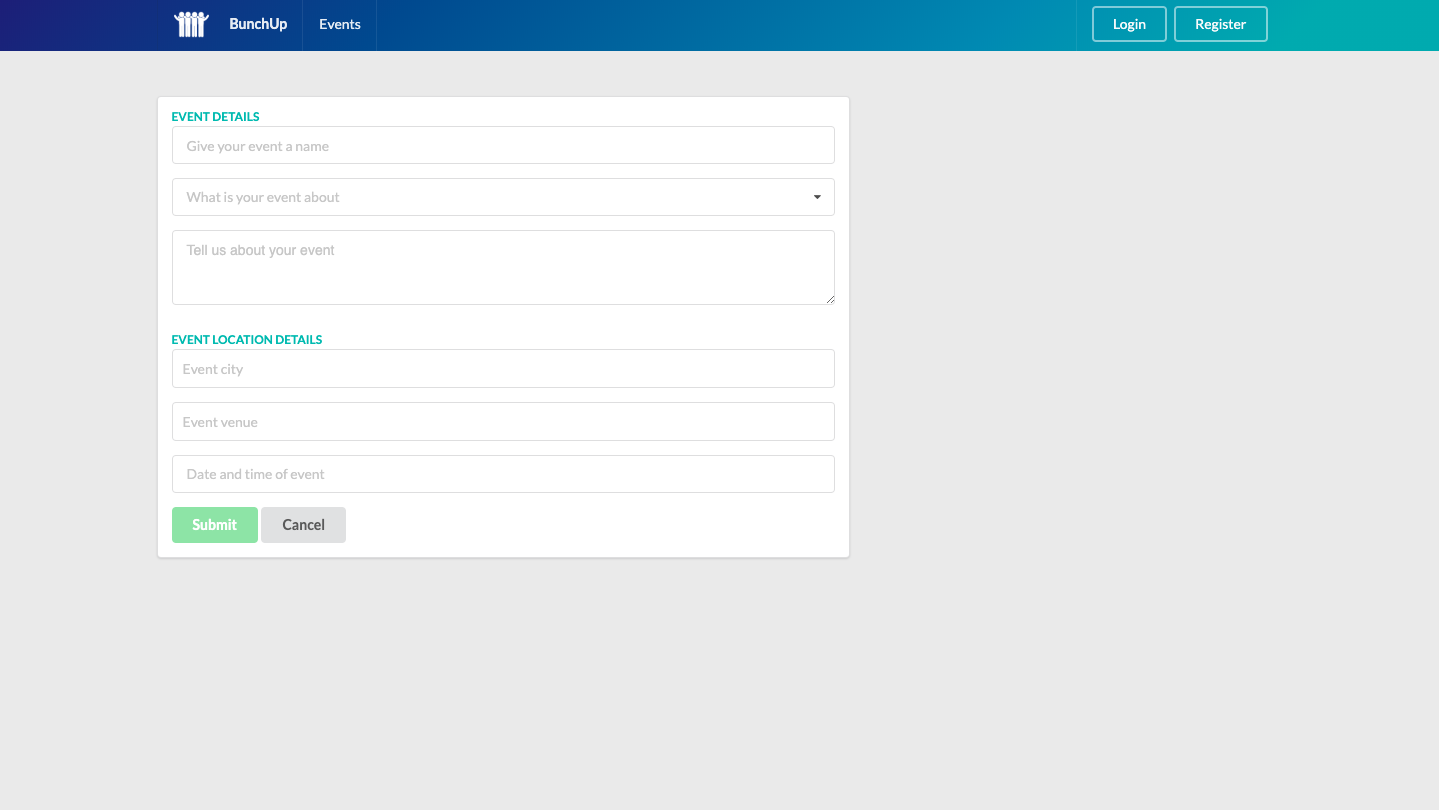 BunchUp Events Login Register
EVENT DETAILS
Give your event a name
What is your event about
Tell us about your event
EVENT LOCATION DETAILS
Event city
Event venue
Date and time of event
Submit Cancel